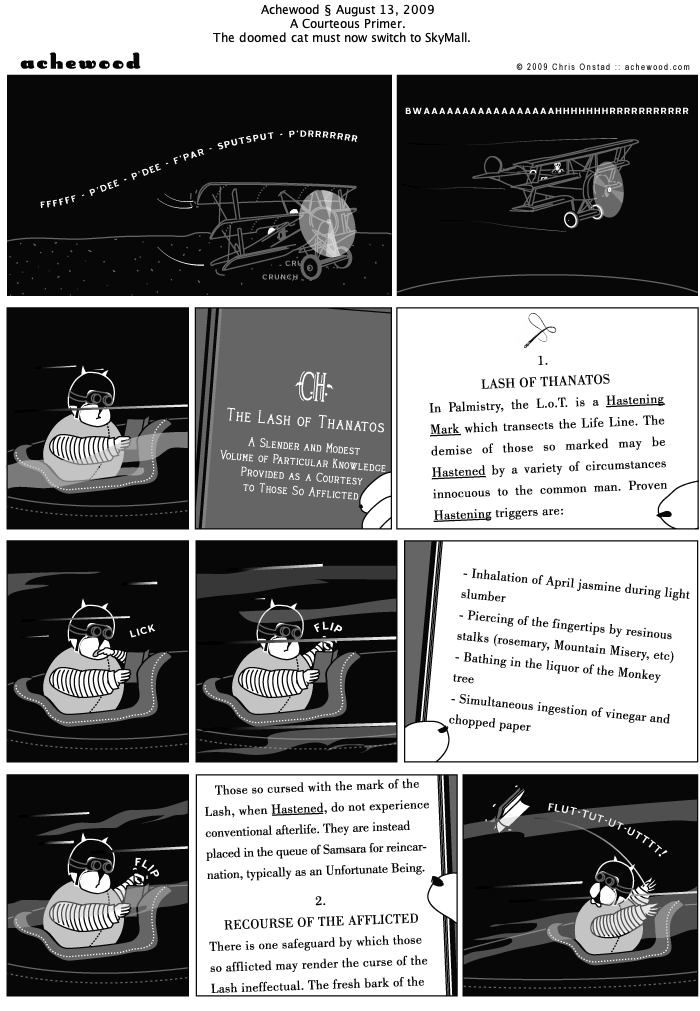 Achewood § August 13, 2009
A Courteous Primer.
The doomed cat must now switch to SkyMall.
achewood
© 2009 Chris Onstad :: achewood.com
FFFFFF - P'DEE - P'DEE - F'PAR - SPUTSPUT - P'DRRRRRRR
CRU
CRUNCH
BWAAAAAAAAAAAAAAAAAHHHHHHHRRRRRRRRRRR
CH
The Lash of Thanatos
A Slender and Modest
Volume of Particular Knowledge
Provided as a Courtesy
to Those So Afflicted
1.
LASH OF THANATOS
In Palmistry, the L.o.T. is a Hastening
Mark which transects the Life Line. The
demise of those so marked may be
Hastened by a variety of circumstances
innocuous to the common man. Proven
Hastening triggers are:
LICK
FLIP
- Inhalation of April jasmine during light
slumber
- Piercing of the fingertips by resinous
stalks (rosemary, Mountain Misery, etc)
- Bathing in the liquor of the Monkey
tree
- Simultaneous ingestion of vinegar and
chopped paper
FLIP
Those so cursed with the mark of the
Lash, when Hastened, do not experience
conventional afterlife. They are instead
placed in the queue of Samsara for reincar-
nation, typically as an Unfortunate Being.
2.
RECOURSE OF THE AFFLICTED
There is one safeguard by which those
so afflicted may render the curse of the
Lash ineffectual. The fresh bark of the
FLUT-TUT-UT-UTTTT!